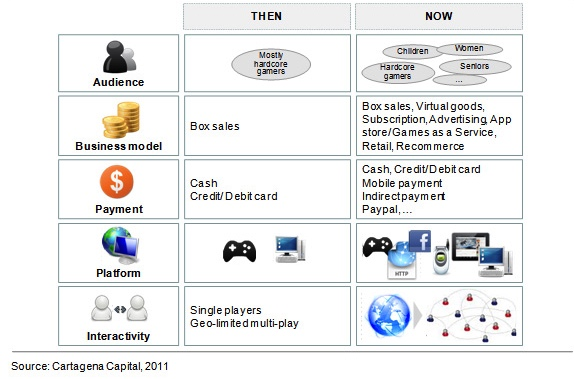 THEN
NOW
Audience
Mostly
hardcore
gamers
Children
Women
Hardcore
gamers
Seniors
...
Business model
Box sales
Box sales, Virtual goods,
Subscription, Advertising, App
store/Games as a Service,
Retail, Recommerce
Payment
Cash
Credit/Debit card
Cash, Credit/Debit card
Mobile payment
Indirect payment
Paypal, ...
Platform
f
HTTP
Interactivity
Single players
Geo-limited multi-play
Source: Cartagena Capital, 2011